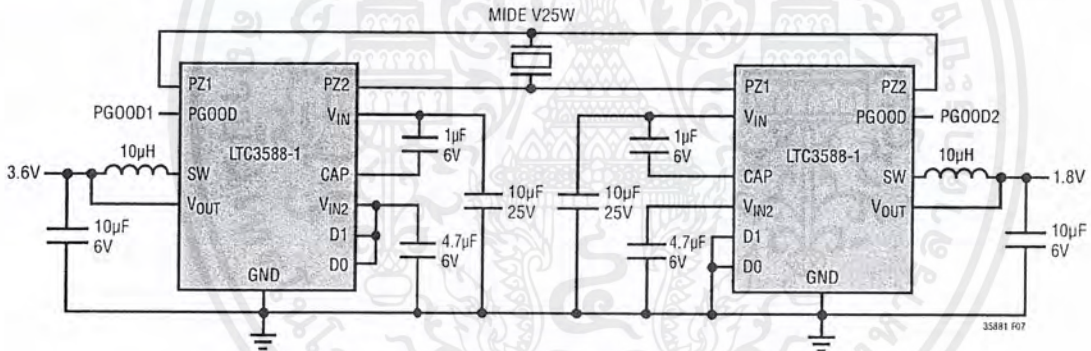 MIDE V25W
PZ1
PZ2
PGOOD1
PGOOD
VIN
1µF
6V
LTC3588-1
10µH
3.6V
SW
CAP
10µF
25V
VOUT
VIN2
10µF
6V
D1
4.7µF
6V
D0
GND
PZ1
PZ2
VIN
PGOOD
PGOOD2
1µF
6V
LTC3588-1
10µH
CAP
SW
1.8V
10µF
25V
VIN2
VOUT
D1
10µF
6V
4.7µF
6V
D0
GND
35881 F07